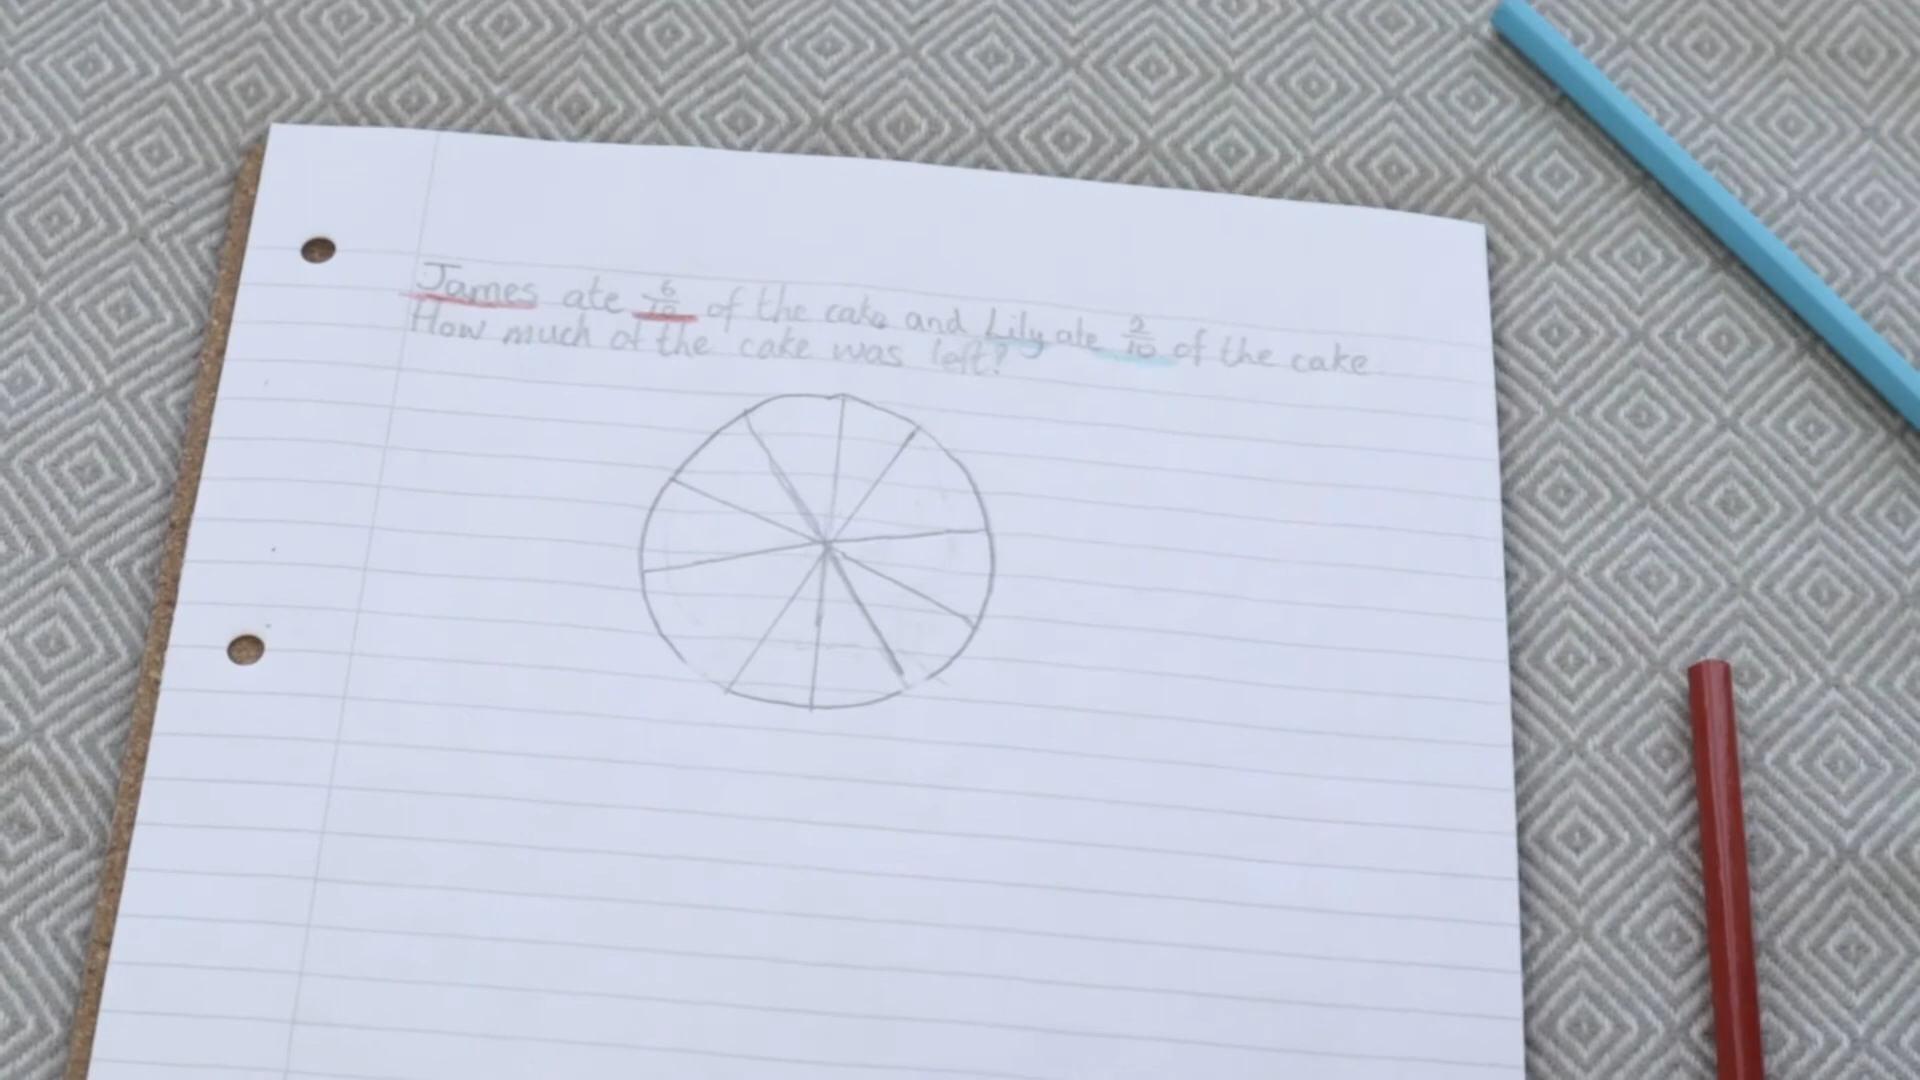 James ate 6/10 of the cake and Lily ate 2/10 of the cake
How much of the cake was left?